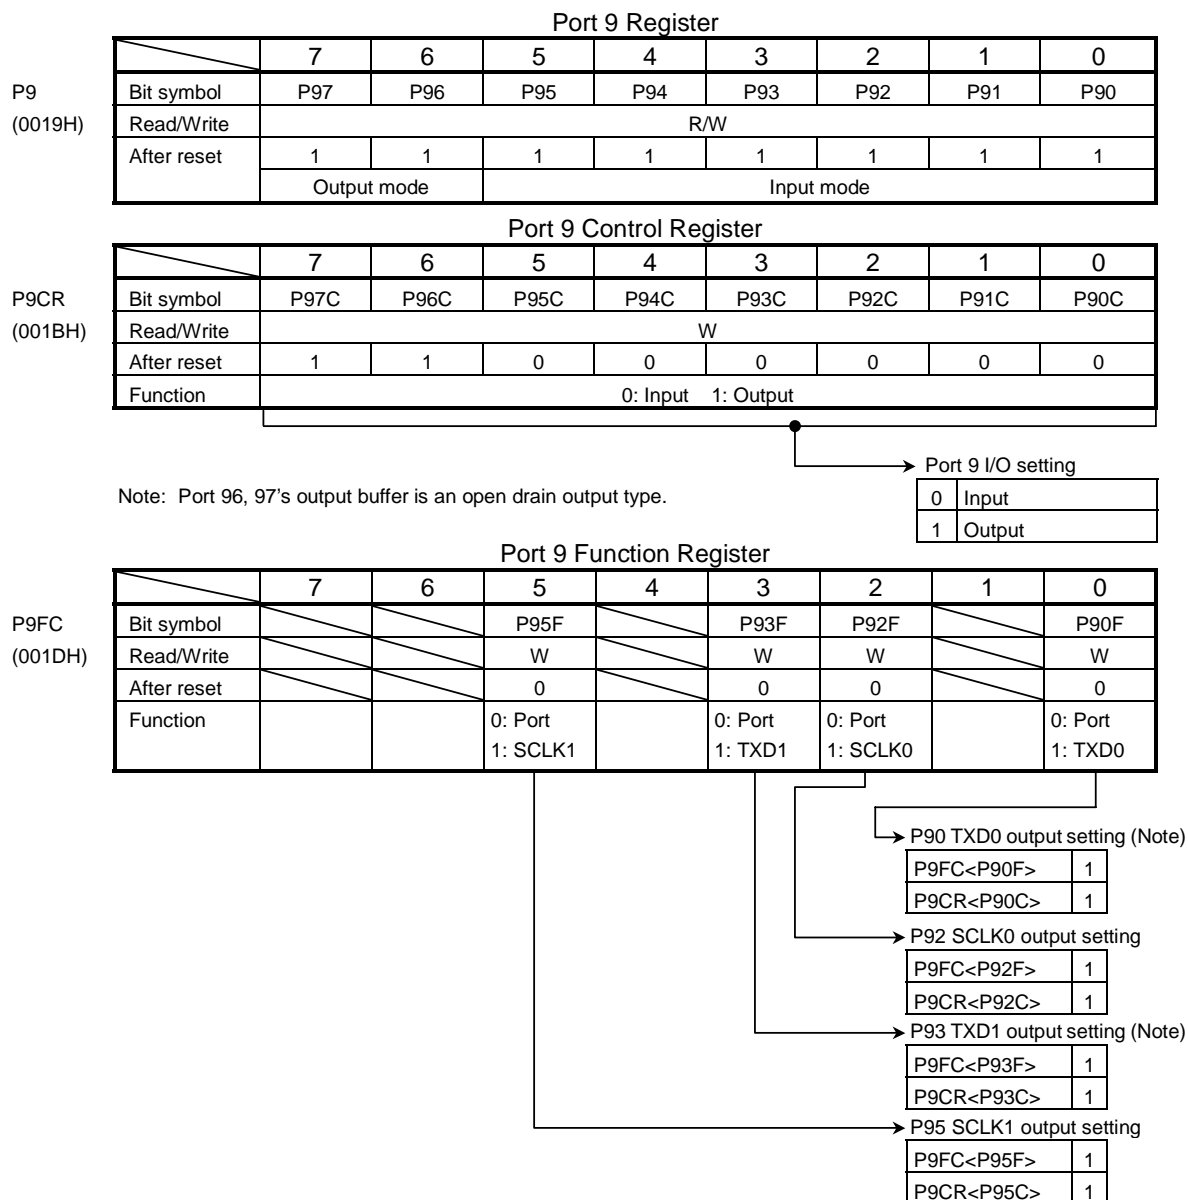 Port 9 Register
7 6 5 4 3 2 1 0
P9 Bit symbol P97 P96 P95 P94 P93 P92 P91 P90
(0019H) Read/Write R/W
After reset 1 1 1 1 1 1 1 1
Output mode Input mode
Port 9 Control Register
7 6 5 4 3 2 1 0
P9CR Bit symbol P97C P96C P95C P94C P93C P92C P91C P90C
(001BH) Read/Write W
After reset 1 1 0 0 0 0 0 0
Function 0: Input 1: Output
Port 9 I/O setting
Note: Port 96, 97's output buffer is an open drain output type.
0 Input
1 Output
Port 9 Function Register
7 6 5 4 3 2 1 0
P9FC Bit symbol P95F P93F P92F P90F
(001DH) Read/Write W W W W
After reset 0 0 0 0
Function 0: Port 0: Port 0: Port 0: Port
1: SCLK1 1: TXD1 1: SCLK0 1: TXD0
P90 TXD0 output setting (Note)
P9FC<P90F> 1
P9CR<P90C> 1
P92 SCLK0 output setting
P9FC<P92F> 1
P9CR<P92C> 1
P93 TXD1 output setting (Note)
P9FC<P93F> 1
P9CR<P93C> 1
P95 SCLK1 output setting
P9FC<P95F> 1
P9CR<P95C> 1